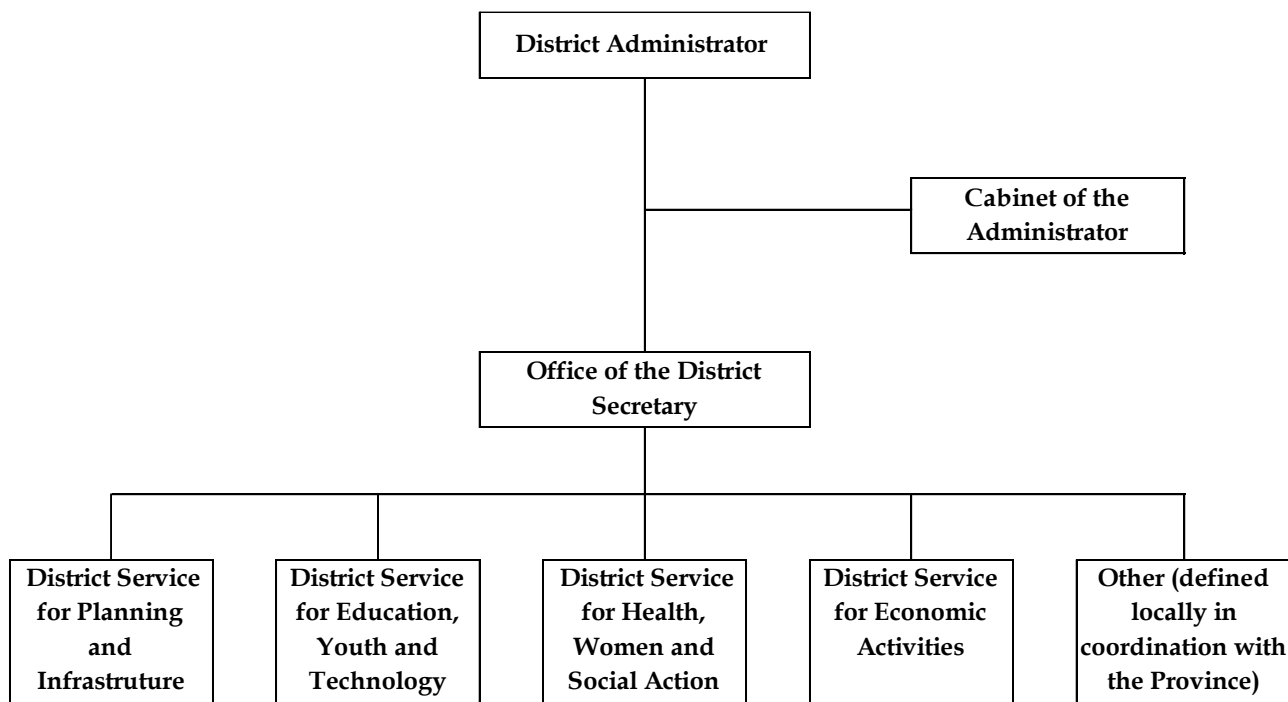 District Administrator
Cabinet of the
Administrator
Office of the District
Secretary
District Service
for Planning
and
Infrastruture
District Service
for Education,
Youth and
Technology
District Service
for Health,
Women and
Social Action
District Service
for Economic
Activities
Other (defined
locally in
coordination with
the Province)